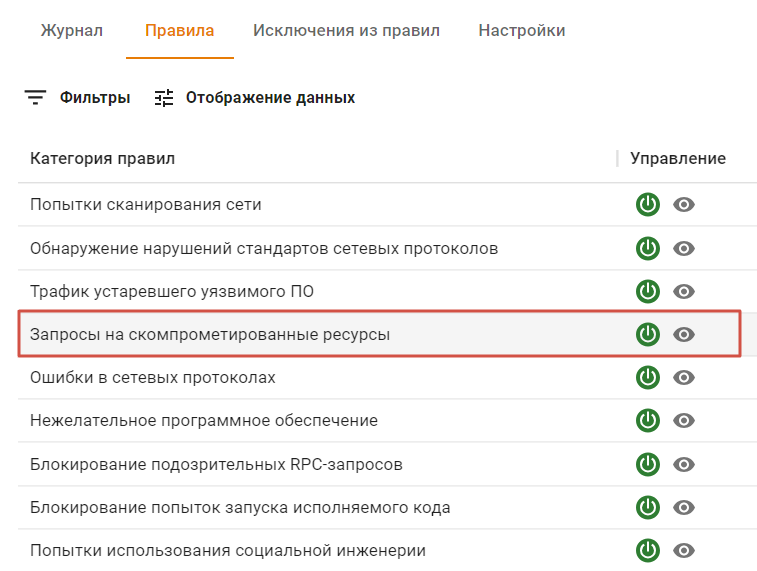 Журнал Правила Исключения из правил Настройки
Фильтры Отображение данных
Категория правил Управление
Попытки сканирования сети
Обнаружение нарушений стандартов сетевых протоколов
Трафик устаревшего уязвимого ПО
Запросы на скомпрометированные ресурсы
Ошибки в сетевых протоколах
Нежелательное программное обеспечение
Блокирование подозрительных RPC-запросов
Блокирование попыток запуска исполняемого кода
Попытки использования социальной инженерии